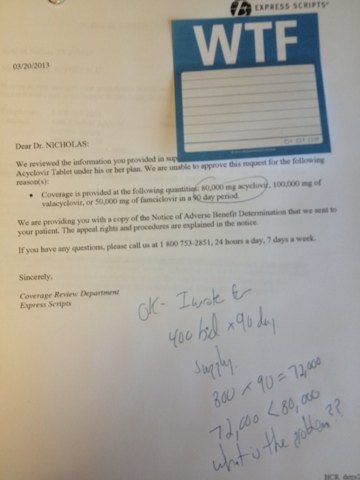 EXPRESS SCRIPTS®
WTF
03/20/2013
Dear Dr. NICHOLAS:
We reviewed the information you provided in sup
Acyclovir Tablet under his or her plan. We are unable to approve this request for the following
reason(s):
• Coverage is provided at the following quantities: 80,000 mg acyclovir, 100,000 mg of
valacyclovir, or 50,000 mg of famciclovir in a 90 day period.
We are providing you with a copy of the Notice of Adverse Benefit Determination that we sent to
your patient. The appeal rights and procedures are explained in the notice.
If you have any questions, please call us at 1 800 753-2851, 24 hours a day, 7 days a week.
Sincerely,
Coverage Review Department
Express Scripts
OK- I wrote for
400 bid x 90 day
supply.
800 x 90 = 72,000
72,000 < 80,000
what is the problem??